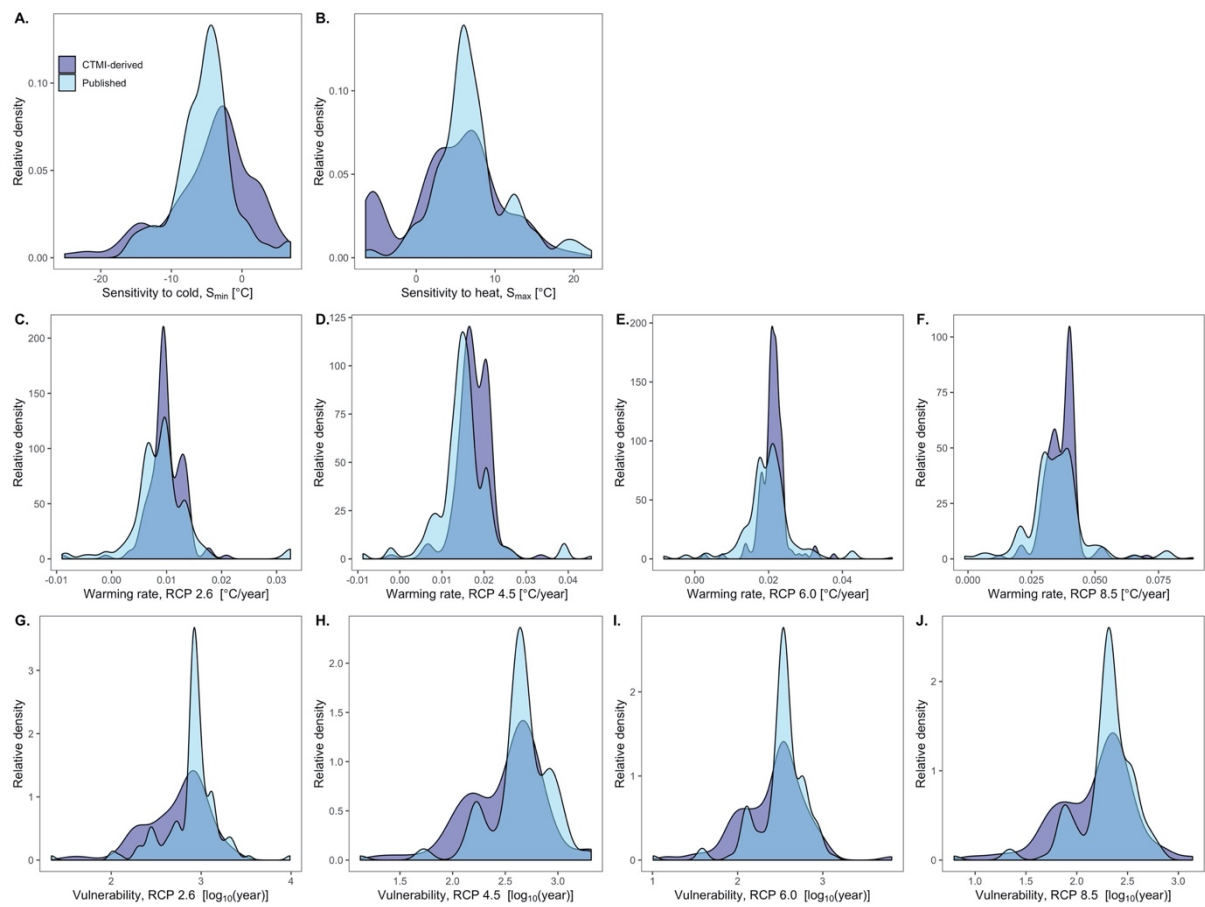 A.
B.
CTMI-derived
Published
Relative density
0.10
0.05
0.00
-20
-10
0
Sensitivity to cold, Smin [°C]
Relative density
0.10
0.05
0.00
0
10
20
Sensitivity to heat, Smax [°C]
C.
D.
E.
F.
Relative density
200
150
100
50
0
-0.01
0.00
0.01
0.02
0.03
Warming rate, RCP 2.6 [°C/year]
Relative density
125
100
75
50
25
0
-0.01
0.00
0.01
0.02
0.03
0.04
Warming rate, RCP 4.5 [°C/year]
Relative density
200
150
100
50
0
0.00
0.02
0.04
Warming rate, RCP 6.0 [°C/year]
Relative density
100
75
50
25
0
0.000
0.025
0.050
0.075
Warming rate, RCP 8.5 [°C/year]
G.
H.
I.
J.
Relative density
3
2
1
0
2
3
4
Vulnerability, RCP 2.6 [log10(year)]
Relative density
2.0
1.5
1.0
0.5
0.0
1.5
2.0
2.5
3.0
Vulnerability, RCP 4.5 [log10(year)]
Relative density
2
1
0
1
2
3
Vulnerability, RCP 6.0 [log10(year)]
Relative density
2
1
0
1.0
1.5
2.0
2.5
3.0
Vulnerability, RCP 8.5 [log10(year)]